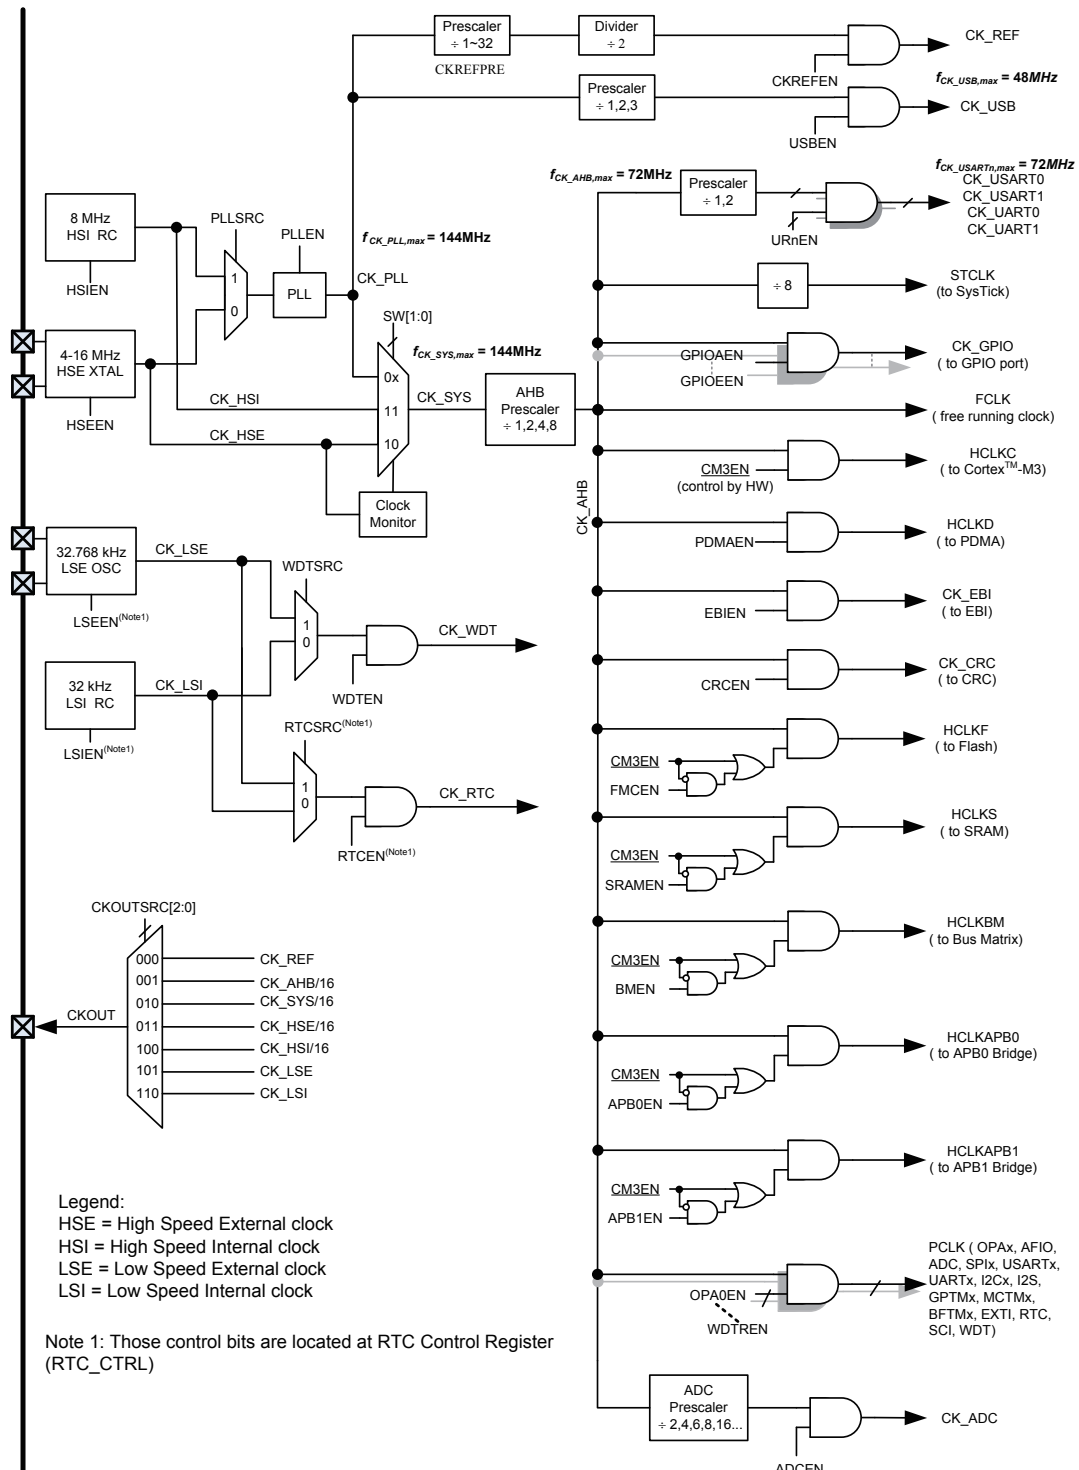 Prescaler
÷ 1~32
CKREFPRE
Divider
÷ 2
CKREFEN
CK_REF
fCK_USB,max = 48MHz
Prescaler
÷ 1,2,3
USBEN
CK_USB
fCK_AHB,max = 72MHz
Prescaler
÷ 1,2
URnEN
fCK_USARTn,max = 72MHz
CK_USART0
CK_USART1
CK_UART0
CK_UART1
8 MHz
HSI RC
HSIEN
PLLSRC
1
0
PLLEN
PLL
fCK_PLL,max = 144MHz
CK_PLL
÷ 8
STCLK
(to SysTick)
4-16 MHz
HSE XTAL
HSEEN
SW[1:0]
0x
11
10
fCK_SYS,max = 144MHz
CK_HSI
CK_HSE
CK_SYS
AHB
Prescaler
÷ 1,2,4,8
Clock
Monitor
CK_AHB
GPIOAEN
GPIOEEN
CK_GPIO
( to GPIO port)
FCLK
( free running clock)
CM3EN
(control by HW)
HCLKC
( to Cortex™-M3)
PDMAEN
HCLKD
( to PDMA)
EBIEN
CK_EBI
( to EBI)
CRCEN
CK_CRC
( to CRC)
32.768 kHz
LSE OSC
LSEEN(Note1)
CK_LSE
WDTSRC
1
0
WDTEN
CK_WDT
32 kHz
LSI RC
LSIEN(Note1)
CK_LSI
RTCSRC(Note1)
1
0
RTCEN(Note1)
CK_RTC
CM3EN
FMCEN
HCLKF
( to Flash)
CM3EN
SRAMEN
HCLKS
( to SRAM)
CM3EN
BMEN
HCLKBM
( to Bus Matrix)
CM3EN
APB0EN
HCLKAPB0
( to APB0 Bridge)
CM3EN
APB1EN
HCLKAPB1
( to APB1 Bridge)
CKOUTSRC[2:0]
CKOUT
000 CK_REF
001 CK_AHB/16
010 CK_SYS/16
011 CK_HSE/16
100 CK_HSI/16
101 CK_LSE
110 CK_LSI
OPA0EN
WDTREN
PCLK ( OPAx, AFIO,
ADC, SPIx, USARTx,
UARTx, I2Cx, I2S,
GPTMx, MCTMx,
BFTMx, EXTI, RTC,
SCI, WDT)
Legend:
HSE = High Speed External clock
HSI = High Speed Internal clock
LSE = Low Speed External clock
LSI = Low Speed Internal clock
Note 1: Those control bits are located at RTC Control Register
(RTC_CTRL)
ADC
Prescaler
÷ 2,4,6,8,16...
ADCEN
CK_ADC